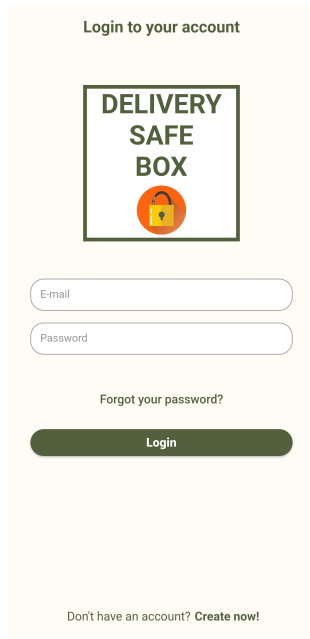 Login to your account
DELIVERY
SAFE
BOX
E-mail
Password
Forgot your password?
Login
Don't have an account? Create now!